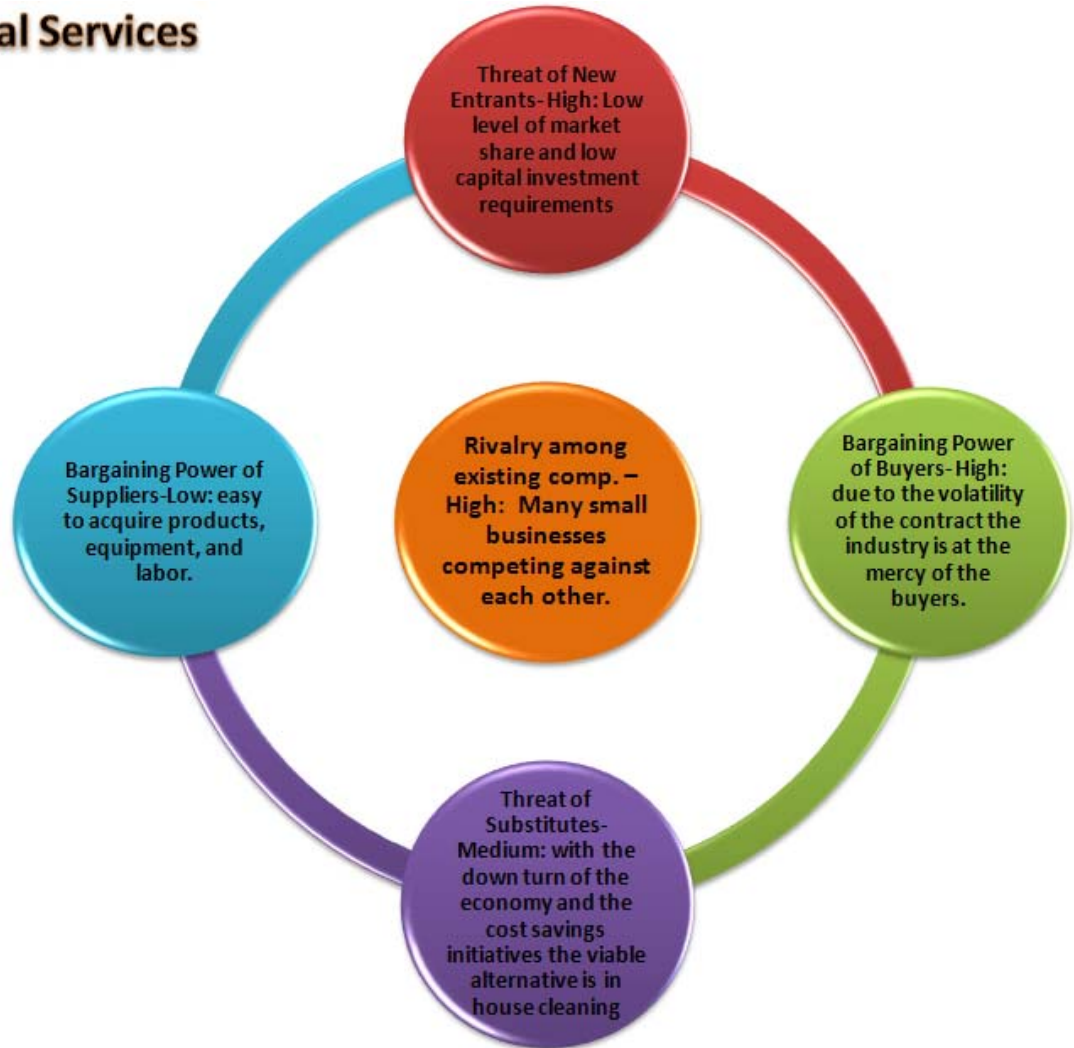 al Services
Threat of New
Entrants- High: Low
level of market
share and low
capital investment
requirements
Bargaining Power of
Suppliers-Low: easy
to acquire products,
equipment, and
labor.
Rivalry among
existing comp. –
High: Many small
businesses
competing against
each other.
Bargaining Power
of Buyers- High:
due to the volatility
of the contract the
industry is at the
mercy of the
buyers.
Threat of
Substitutes-
Medium: with the
down turn of the
economy and the
cost savings
initiatives the viable
alternative is in
house cleaning